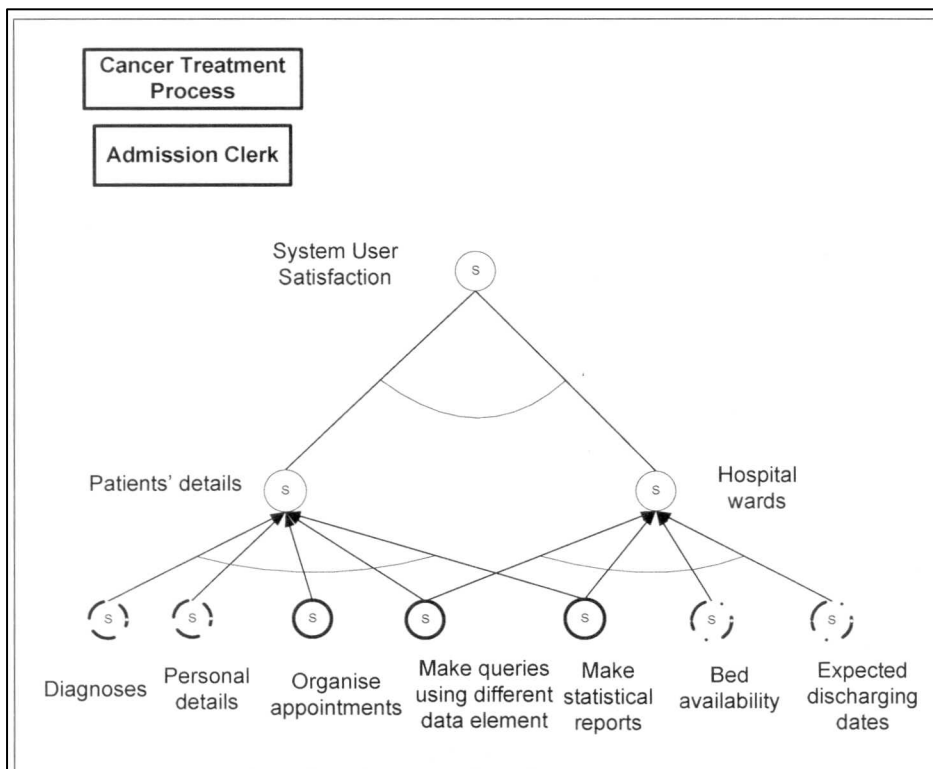 Cancer Treatment
Process
Admission Clerk
System User
Satisfaction
S
Patients' details
S
Hospital
wards
S
S
S
S
S
S
S
S
Diagnoses
Personal
details
Organise
appointments
Make queries
using different
data element
Make
statistical
reports
Bed
availability
Expected
discharging
dates